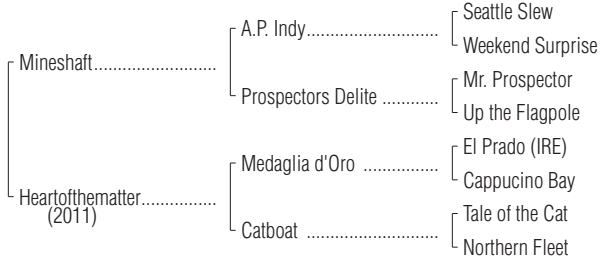 Seattle Slew
A.P. Indy............................
Weekend Surprise
Mineshaft..........................
Mr. Prospector
Prospectors Delite ............
Up the Flagpole
El Prado (IRE)
Medaglia d'Oro ................
Cappucino Bay
Heartofthematter................
(2011)
Tale of the Cat
Catboat ............................
Northern Fleet